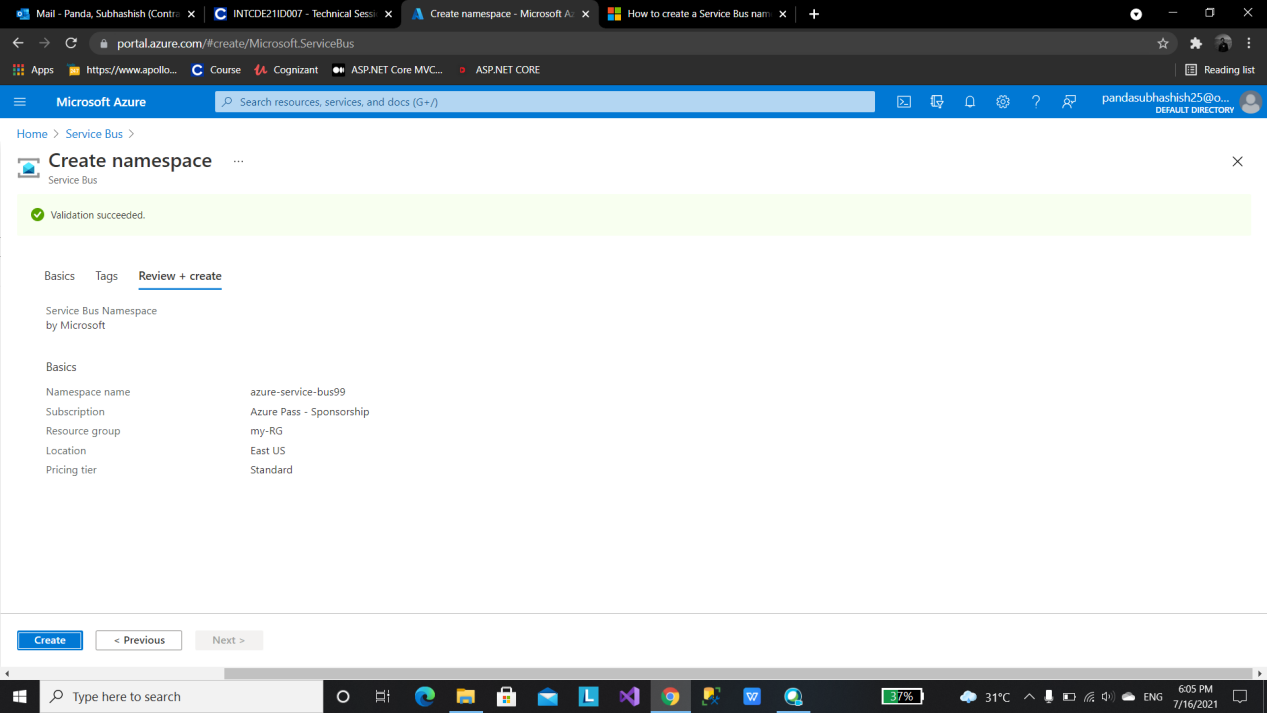 Mail - Panda, Subhashish (Contra
INTCDE21ID007 - Technical Sessi
Create namespace - Microsoft Az
How to create a Service Bus nam
portal.azure.com/#create/Microsoft.ServiceBus
Apps
https://www.apollo...
Course
Cognizant
ASP.NET Core MVC...
ASP.NET CORE
Reading list
Microsoft Azure
Search resources, services, and docs (G+/)
pandasubhashish25@o...
DEFAULT DIRECTORY
Home > Service Bus >
Create namespace ...
Service Bus
Validation succeeded.
Basics Tags Review + create
Service Bus Namespace
by Microsoft
Basics
Namespace name azure-service-bus99
Subscription Azure Pass - Sponsorship
Resource group my-RG
Location East US
Pricing tier Standard
Create < Previous Next >
Type here to search
37%
31°C
ENG
6:05 PM
7/16/2021